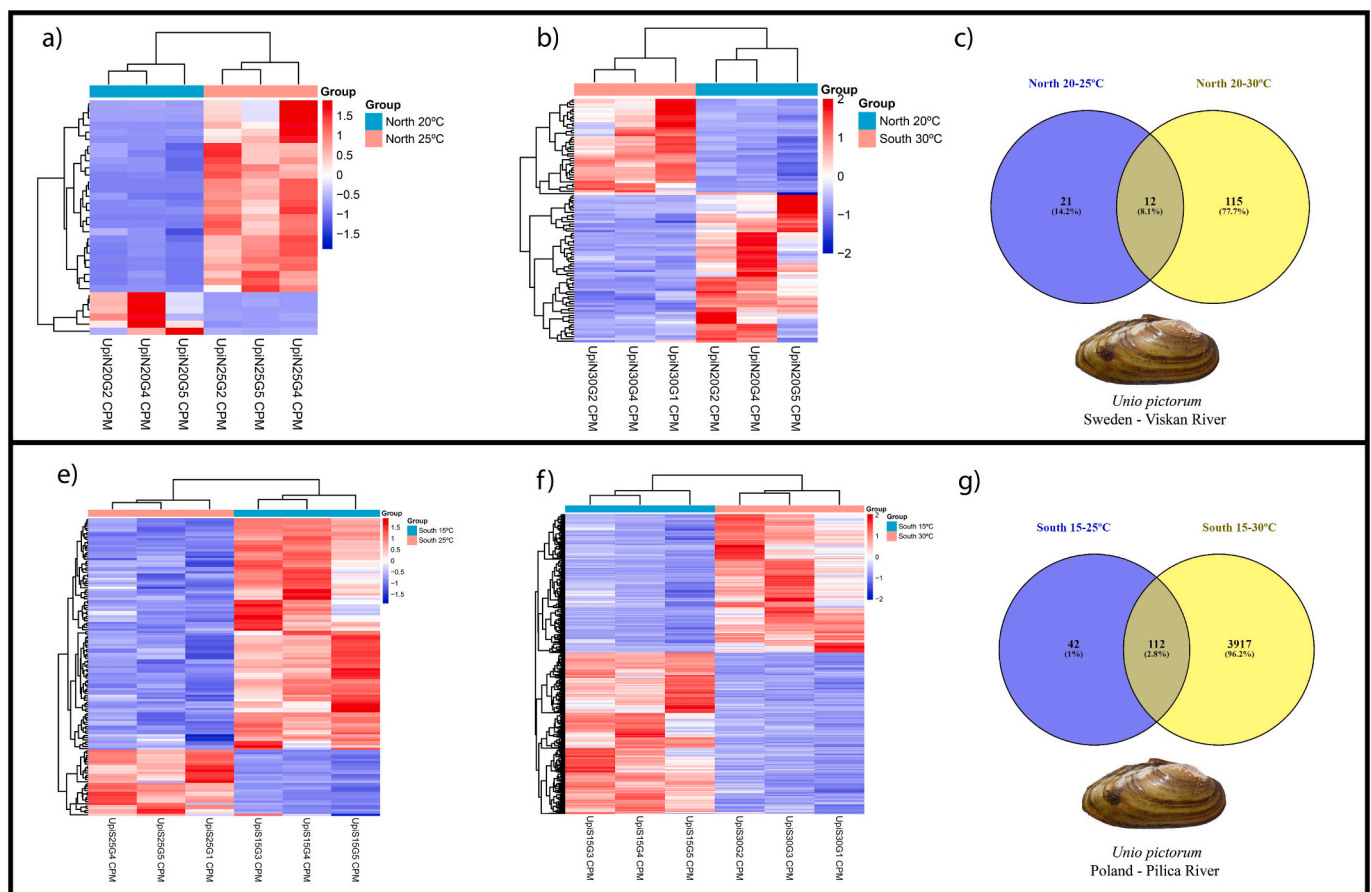 a)
Group
1.5
1
0.5
0
−0.5
−1
−1.5
Group
North 20ºC
North 25ºC
UpiN20G2 CPM
UpiN20G4 CPM
UpiN20G5 CPM
UpiN25G2 CPM
UpiN25G5 CPM
UpiN25G4 CPM
b)
Group
2
1
0
−1
−2
Group
North 20ºC
South 30ºC
UpiN30G2 CPM
UpiN30G4 CPM
UpiN30G1 CPM
UpiN20G2 CPM
UpiN20G4 CPM
UpiN20G5 CPM
c)
North 20-25ºC
North 20-30ºC
21
(14.2%)
12
(8.1%)
115
(77.7%)
Unio pictorum
Sweden - Viskan River
e)
Group
1.5
1
0.5
0
−0.5
−1
−1.5
Group
South 15ºC
South 25ºC
UpiS25G4 CPM
UpiS25G5 CPM
UpiS25G1 CPM
UpiS15G3 CPM
UpiS15G4 CPM
UpiS15G5 CPM
f)
Group
2
1
0
−1
−2
Group
South 15ºC
South 30ºC
UpiS15G3 CPM
UpiS15G4 CPM
UpiS15G5 CPM
UpiS30G2 CPM
UpiS30G3 CPM
UpiS30G1 CPM
g)
South 15-25ºC
South 15-30ºC
42
(1%)
112
(2.8%)
3917
(96.2%)
Unio pictorum
Poland - Pilica River